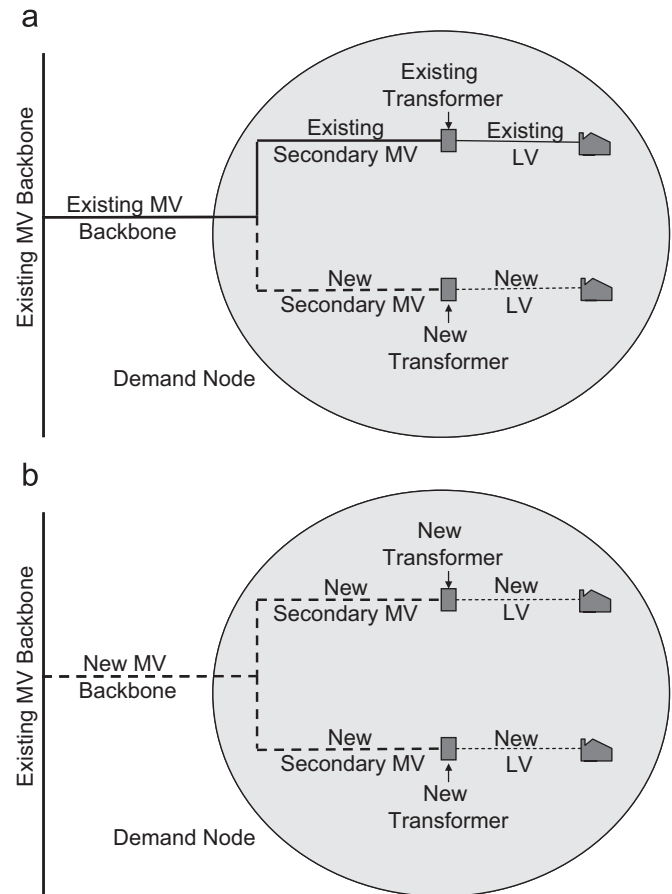 a
Existing MV Backbone
Existing
Transformer
Existing
Secondary MV
Existing
LV
Existing MV
Backbone
New
Secondary MV
New
LV
New
Transformer
Demand Node
b
Existing MV Backbone
New
Transformer
New
Secondary MV
New
LV
New MV
Backbone
New
Secondary MV
New
LV
New
Transformer
Demand Node